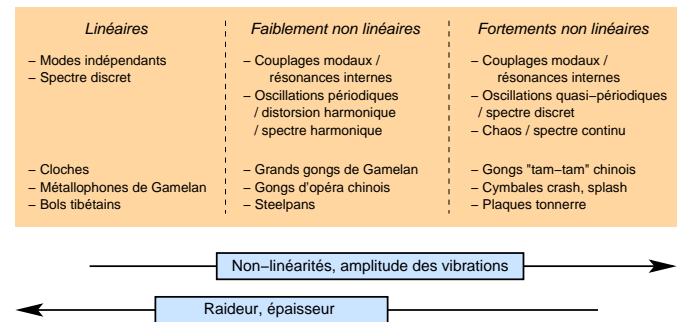 Linéaires
– Modes indépendants
– Spectre discret
– Cloches
– Métallophones de Gamelan
– Bols tibétains
Faiblement non linéaires
– Couplages modaux /
résonances internes
– Oscillations périodiques
/ distorsion harmonique
/ spectre harmonique
– Grands gongs de Gamelan
– Gongs d'opéra chinois
– Steelpans
Fortements non linéaires
– Couplages modaux /
résonances internes
– Oscillations quasi–périodiques
/ spectre discret
– Chaos / spectre continu
– Gongs "tam–tam" chinois
– Cymbales crash, splash
– Plaques tonnerre
Non–linéarités, amplitude des vibrations
Raideur, épaisseur